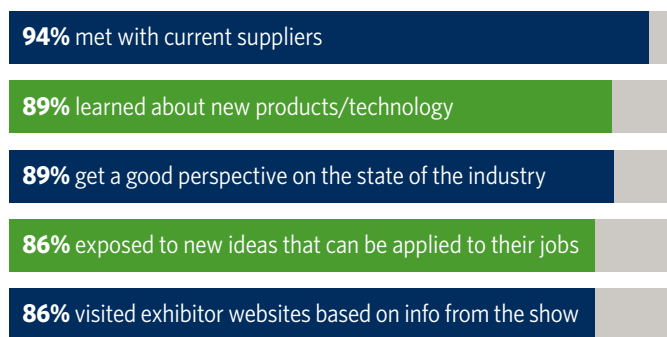 94% met with current suppliers
89% learned about new products/technology
89% get a good perspective on the state of the industry
86% exposed to new ideas that can be applied to their jobs
86% visited exhibitor websites based on info from the show